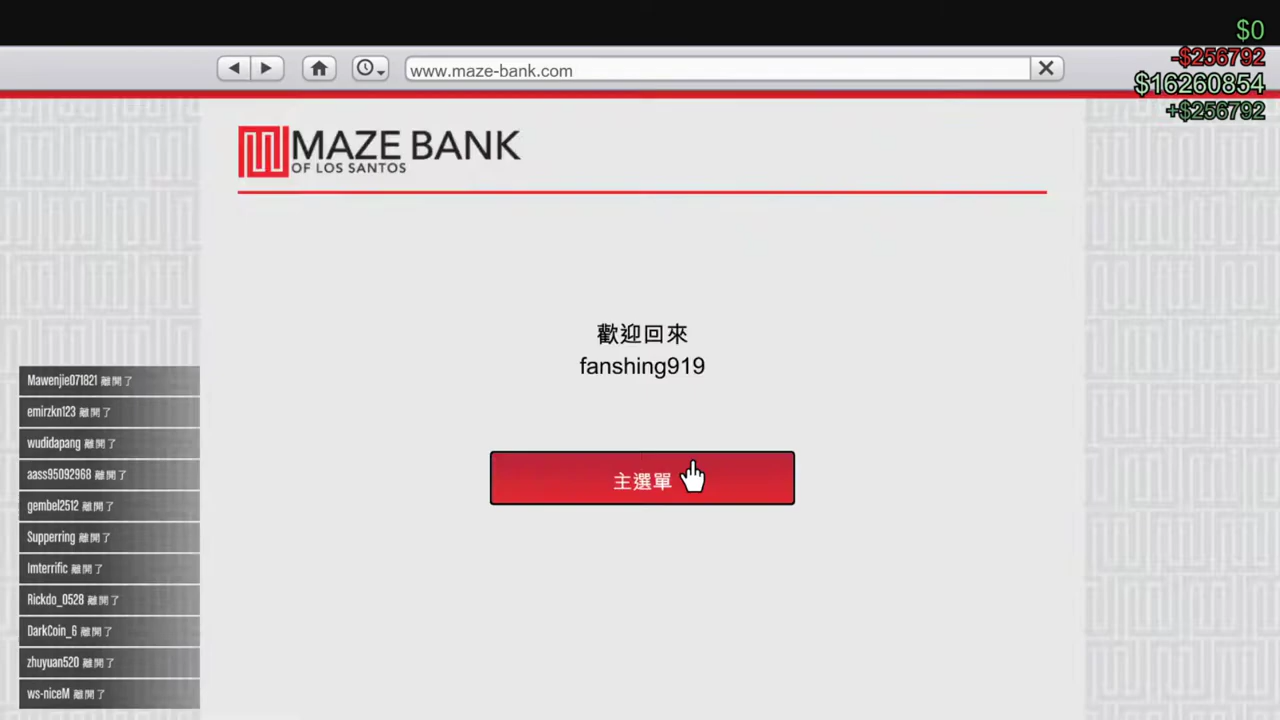 $0
-$256792
$16260854
+$256792
www.maze-bank.com
MAZE BANK
OF LOS SANTOS
歡迎回來
fanshing919
主選單
Mawenjie071821 離開了
emirzkn123 離開了
wudidapang 離開了
aass95092968 離開了
gembel2512 離開了
Supperring 離開了
Imterrific 離開了
Rickdo_0528 離開了
DarkCoin_6 離開了
zhuyuan520 離開了
ws-niceM 離開了